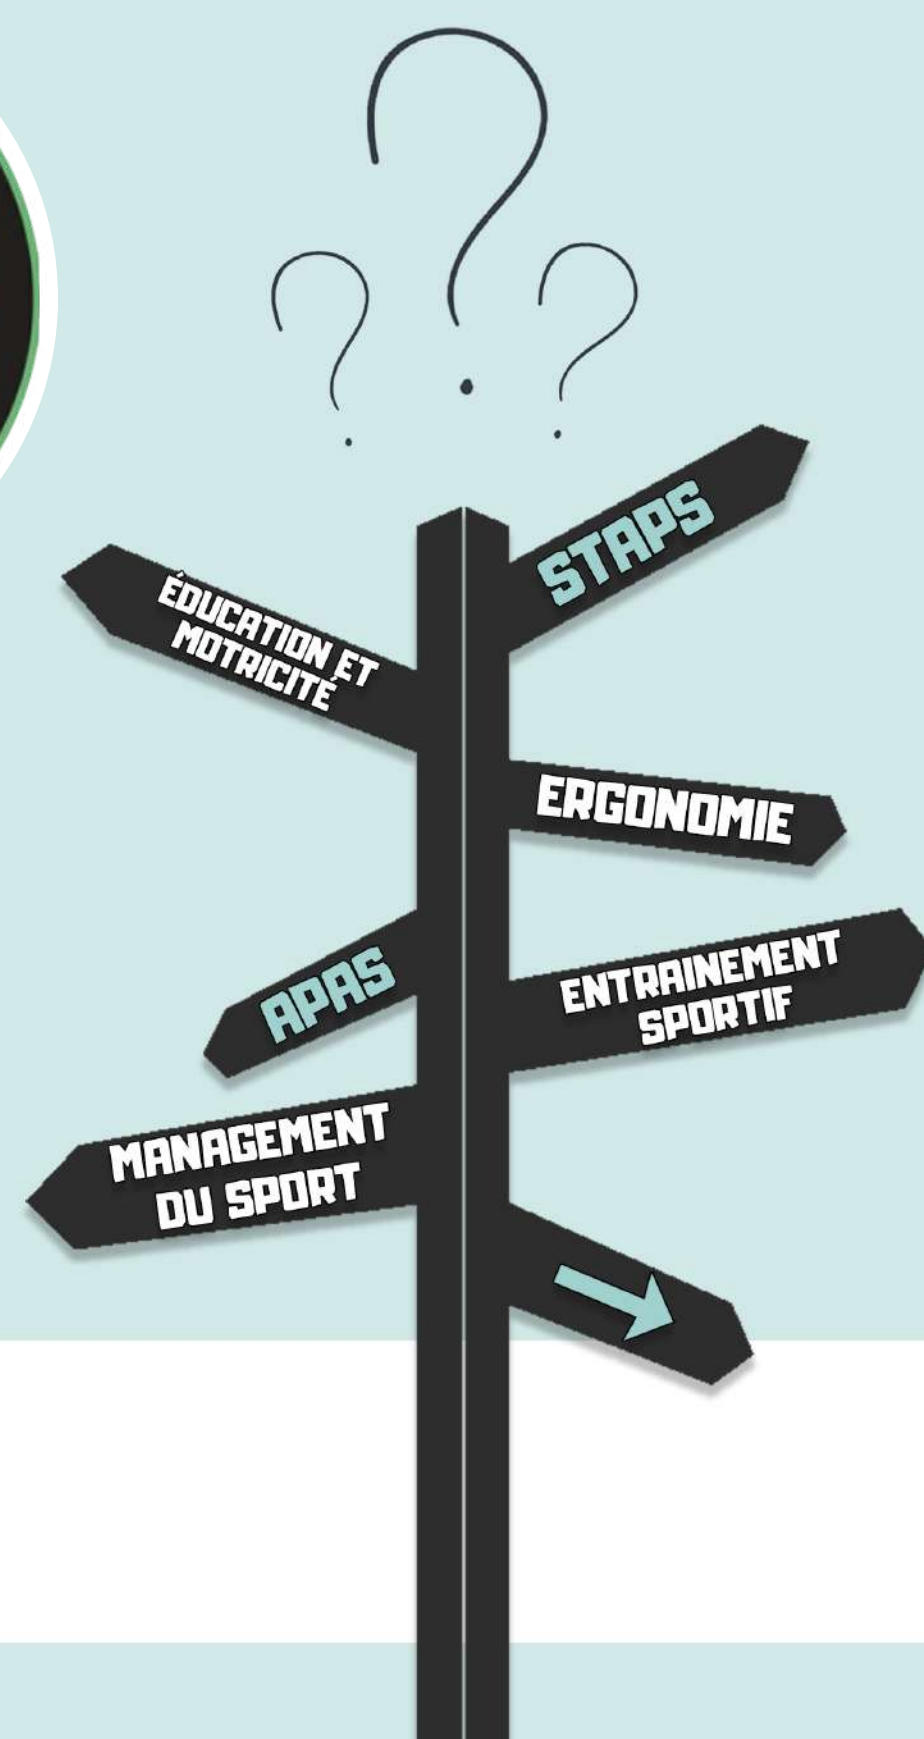 STAPS
ÉDUCATION ET
MOTRICITÉ
ERGONOMIE
APAS
ENTRAINEMENT
SPORTIF
MANAGEMENT
DU SPORT